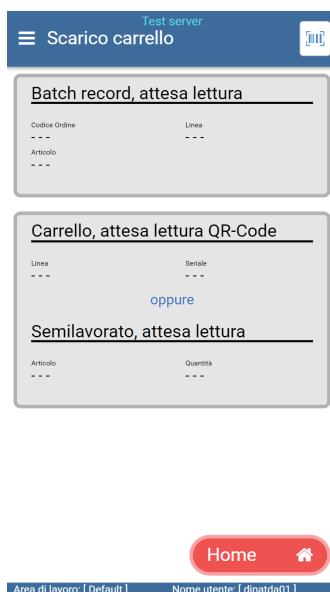 Test server
Scarico carrello
Batch record, attesa lettura
Codice Ordine Linea
--- ---
Articolo
---
Carrello, attesa lettura QR-Code
Linea Seriale
--- ---
oppure
Semilavorato, attesa lettura
Articolo Quantità
--- ---
Home
Area di lavoro: [ Default ] Nome utente: [ dinatda01 ]